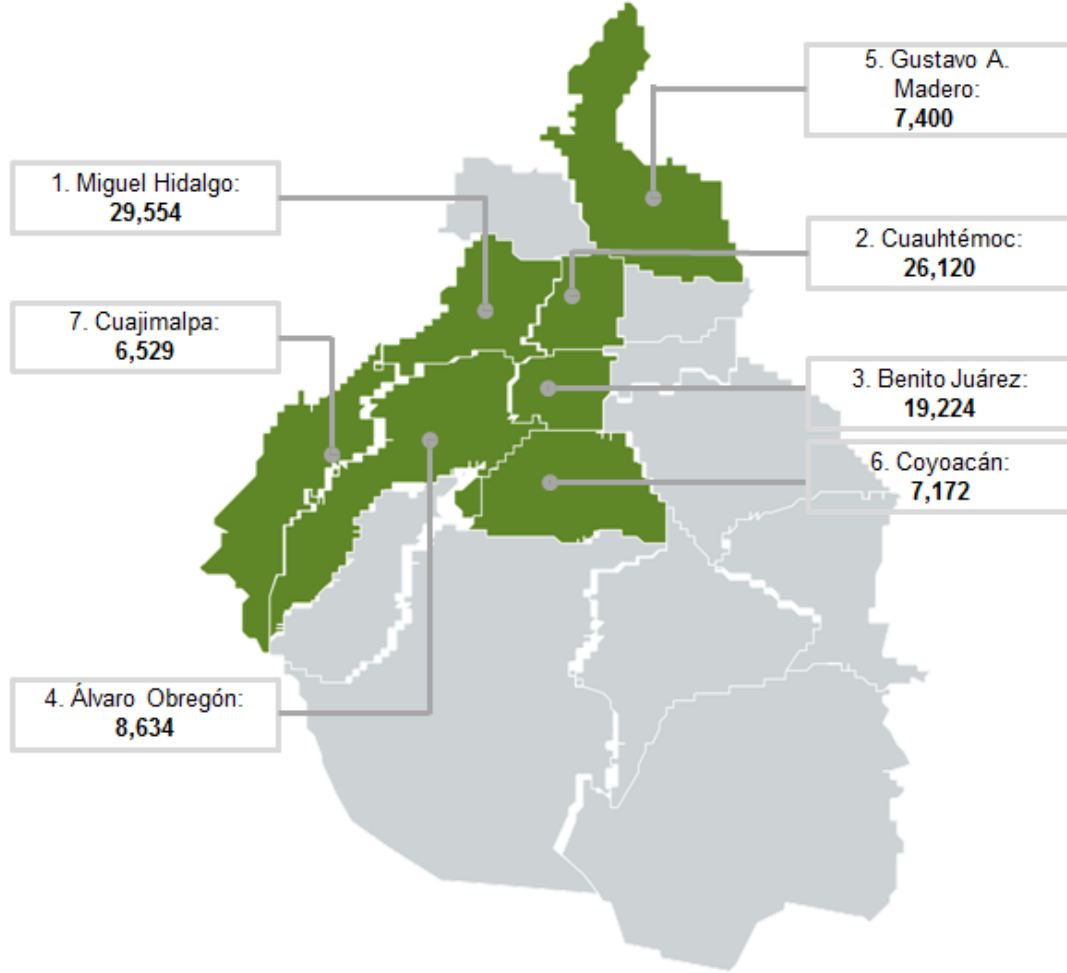 5. Gustavo A.
Madero:
7,400
1. Miguel Hidalgo:
29,554
2. Cuauhtémoc:
26,120
7. Cuajimalpa:
6,529
3. Benito Juárez:
19,224
6. Coyoacán:
7,172
4. Álvaro Obregón:
8,634